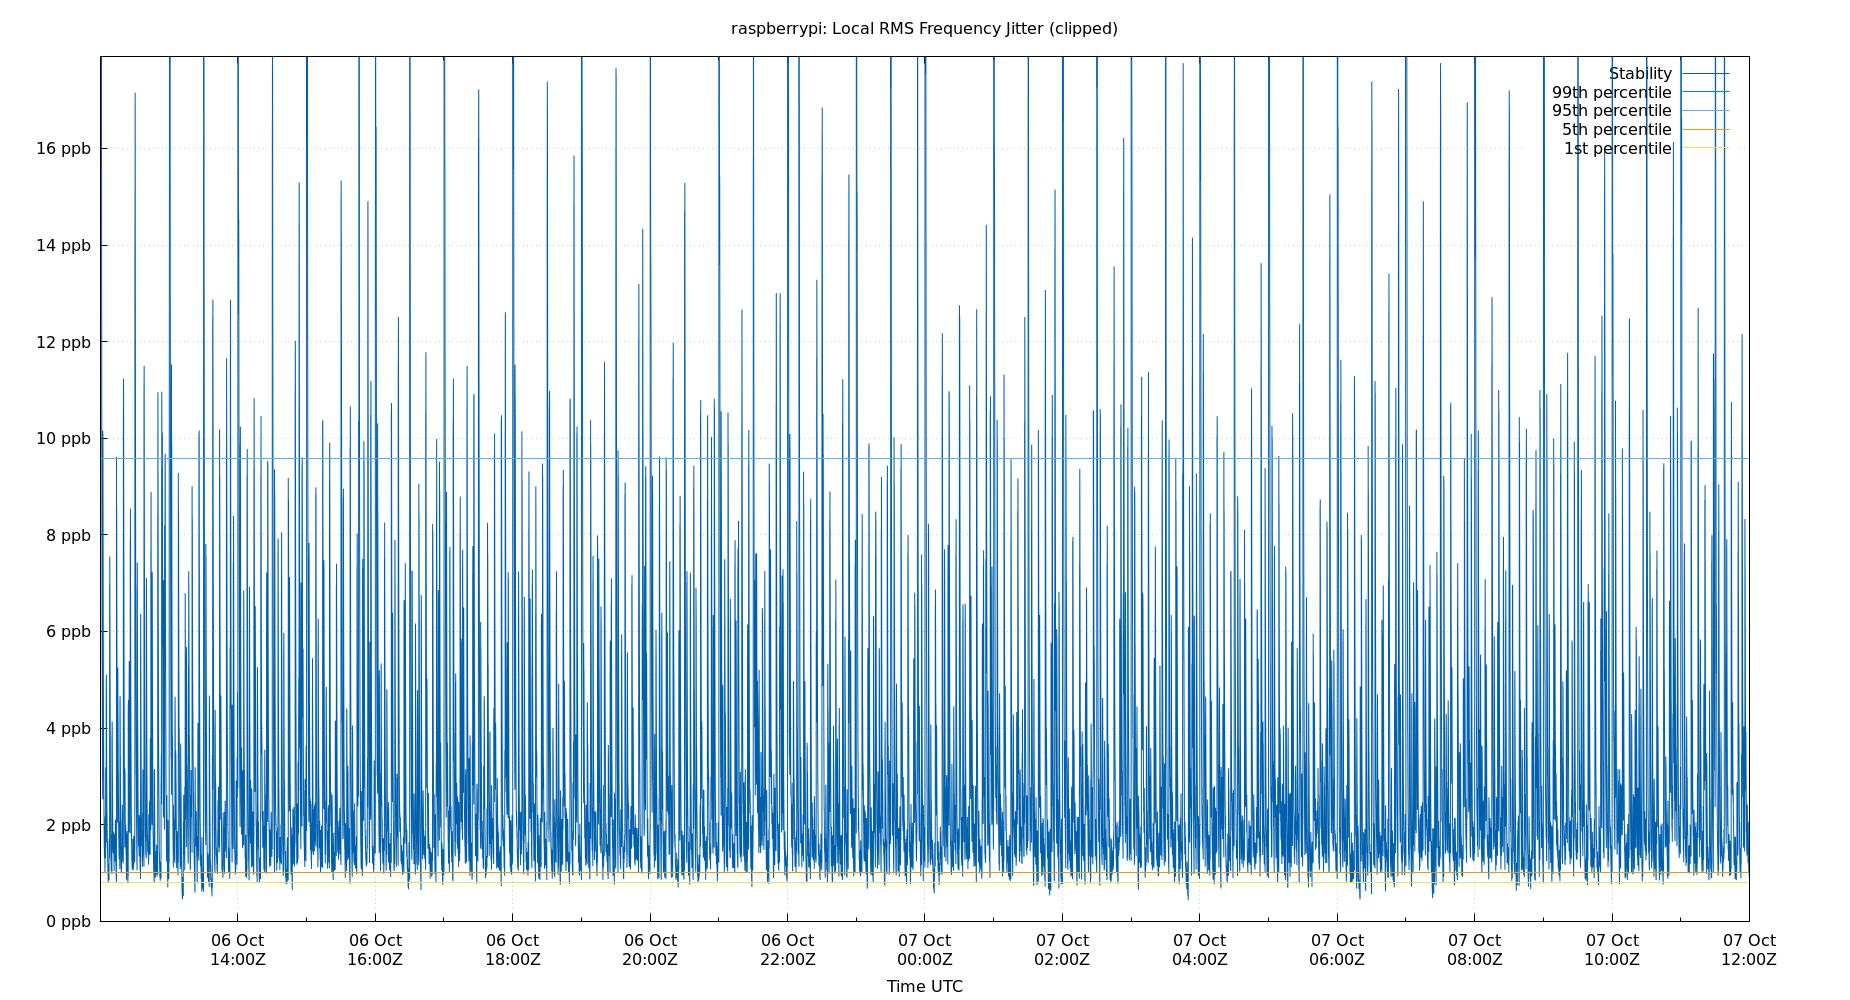 raspberrypi: Local RMS Frequency Jitter (clipped)
Stability
99th percentile
95th percentile
5th percentile
1st percentile
16 ppb
14 ppb
12 ppb
10 ppb
8 ppb
6 ppb
4 ppb
2 ppb
0 ppb
06 Oct 06 Oct 06 Oct 06 Oct 06 Oct 07 Oct 07 Oct 07 Oct 07 Oct 07 Oct 07 Oct 07 Oct
14:00Z 16:00Z 18:00Z 20:00Z 22:00Z 00:00Z 02:00Z 04:00Z 06:00Z 08:00Z 10:00Z 12:00Z
Time UTC